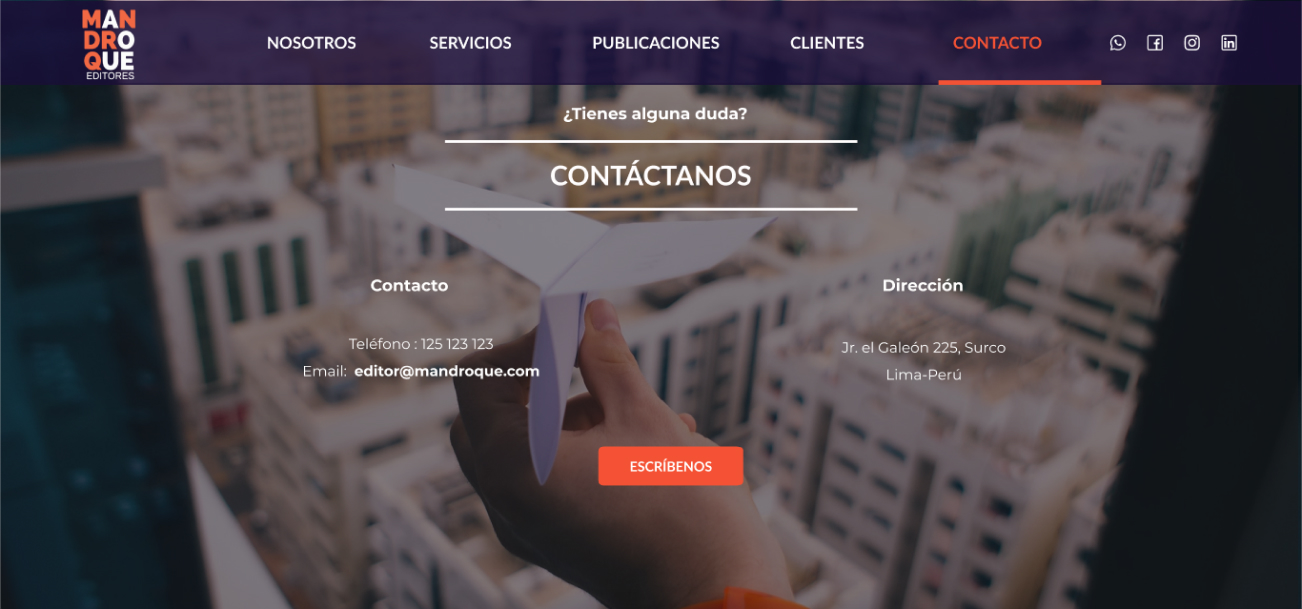 MAN
DRO
QUE
EDITORES
NOSOTROS
SERVICIOS
PUBLICACIONES
CLIENTES
CONTACTO
¿Tienes alguna duda?
CONTÁCTANOS
Contacto
Teléfono : 125 123 123
Email: editor@mandroque.com
Dirección
Jr. el Galeón 225, Surco
Lima-Perú
ESCRÍBENOS